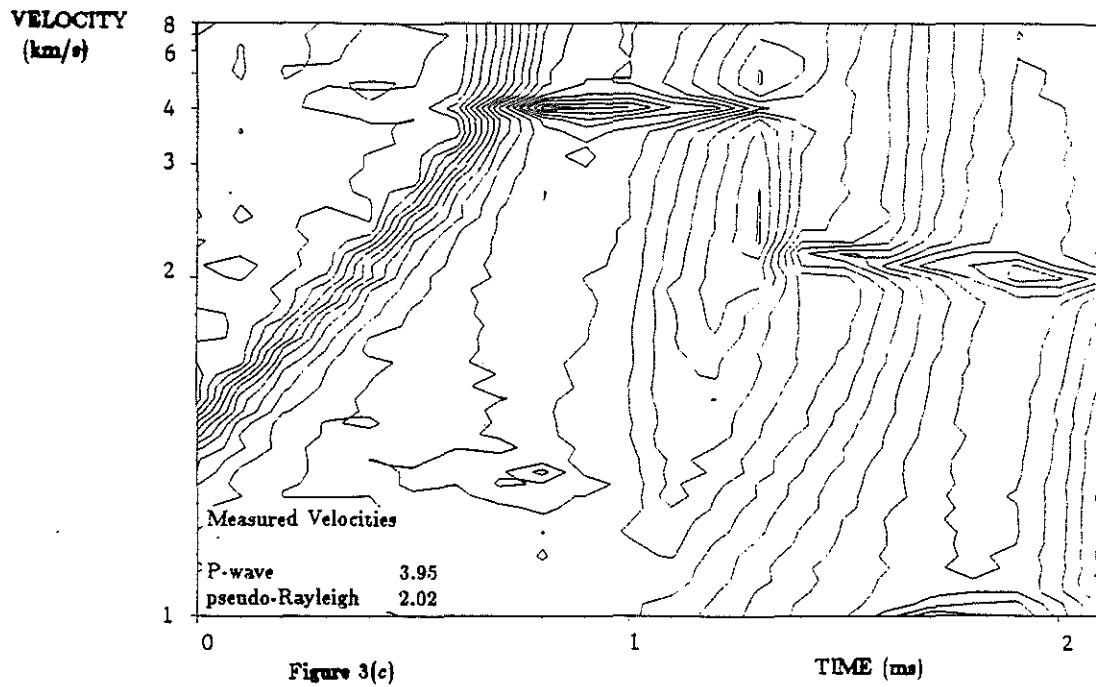 VELOCITY
(km/s)
8
6
4
3
2
1
Measured Velocities
P-wave 3.95
pseudo-Rayleigh 2.02
0 1 2
Figure 3(c) TIME (ms)